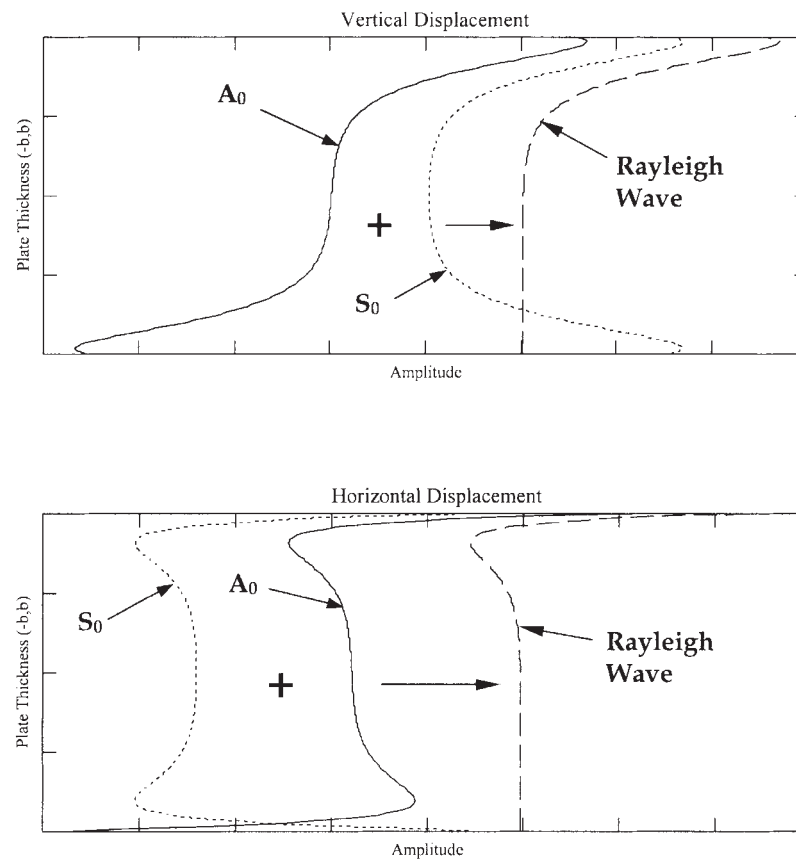 Vertical Displacement
A0
Rayleigh
Wave
+
S0
Plate Thickness (-b,b)
Amplitude
Horizontal Displacement
S0
A0
Rayleigh
Wave
+
Plate Thickness (-b,b)
Amplitude